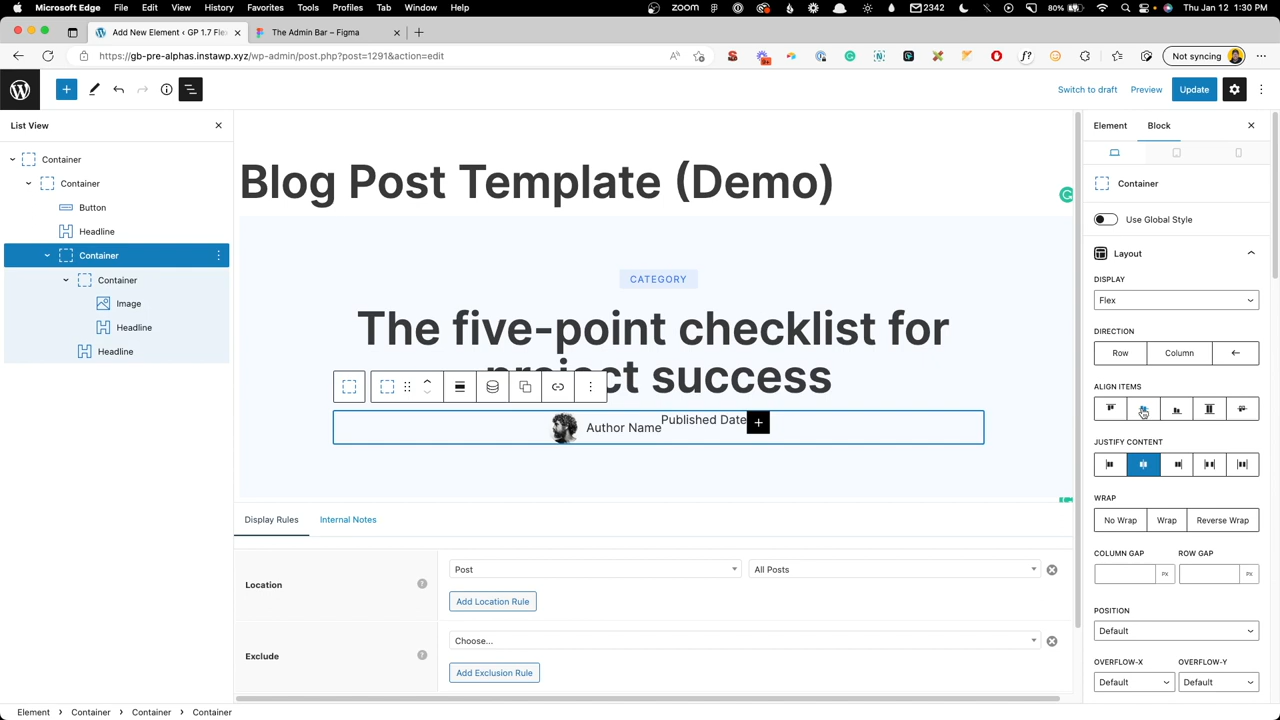 Microsoft Edge File Edit View History Favorites Tools Profiles Tab Window Help zoom 2342 80% Thu Jan 12 1:30 PM
Add New Element ‹ GP 1.7 Flex The Admin Bar – Figma
https://gb-pre-alphas.instawp.xyz/wp-admin/post.php?post=1291&action=edit Not syncing
Switch to draft Preview Update
List View
Element Block
Container
Container
Button
Headline
Container
Container
Image
Headline
Headline
Blog Post Template (Demo)
CATEGORY
The five-point checklist for
project success
Author Name Published Date
Display Rules Internal Notes
Location
Post All Posts
Add Location Rule
Exclude
Choose...
Add Exclusion Rule
Container
Use Global Style
Layout
DISPLAY
Flex
DIRECTION
Row Column
ALIGN ITEMS
JUSTIFY CONTENT
WRAP
No Wrap Wrap Reverse Wrap
COLUMN GAP ROW GAP
PX PX
POSITION
Default
OVERFLOW-X OVERFLOW-Y
Default Default
Element Container Container Container